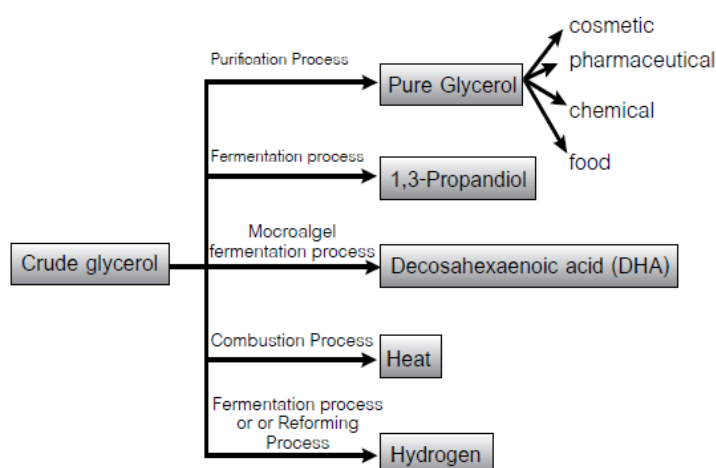 Purification Process
Pure Glycerol
cosmetic
pharmaceutical
chemical
food
Fermentation process
1,3-Propandiol
Mocroalgel
fermentation process
Crude glycerol
Decosahexaenoic acid (DHA)
Combustion Process
Heat
Fermentation process
or or Reforming
Process
Hydrogen